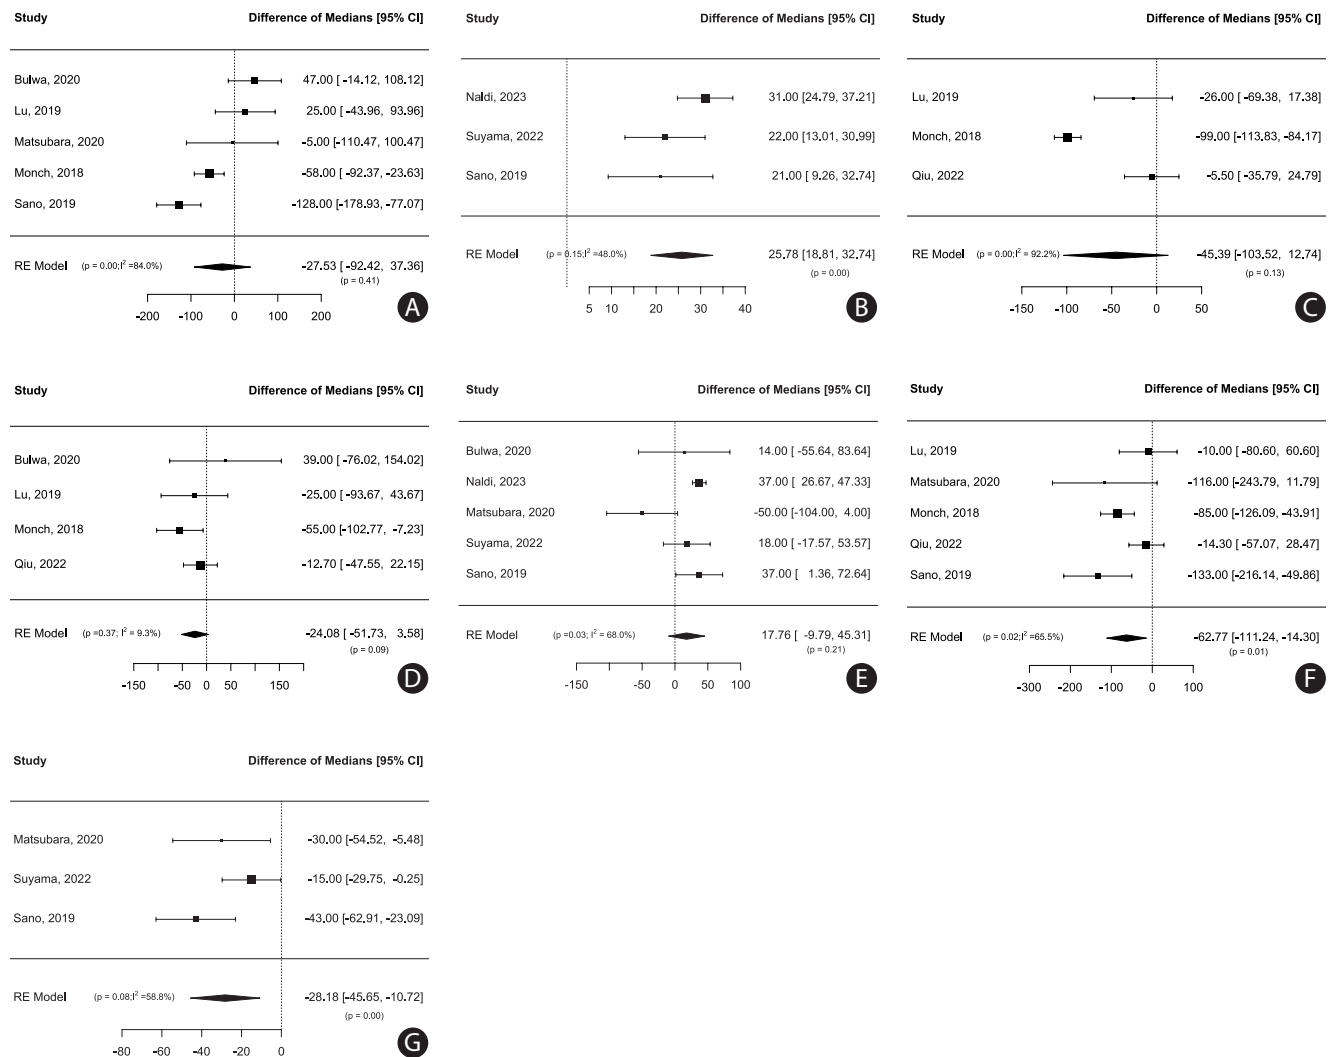 Study Difference of Medians [95% CI]
Bulwa, 2020 47.00 [ -14.12, 108.12]
Lu, 2019 25.00 [ -43.96, 93.96]
Matsubara, 2020 -5.00 [-110.47, 100.47]
Monch, 2018 -58.00 [ -92.37, -23.63]
Sano, 2019 -128.00 [-178.93, -77.07]
RE Model (p = 0.00;I² =84.0%) -27.53 [ -92.42, 37.36]
(p = 0.41)
-200 -100 0 100 200
A
Study Difference of Medians [95% CI]
Naldi, 2023 31.00 [24.79, 37.21]
Suyama, 2022 22.00 [13.01, 30.99]
Sano, 2019 21.00 [ 9.26, 32.74]
RE Model (p = 0.15;I² =48.0%) 25.78 [18.81, 32.74]
(p = 0.00)
5 10 20 30 40
B
Study Difference of Medians [95% CI]
Lu, 2019 -26.00 [ -69.38, 17.38]
Monch, 2018 -99.00 [-113.83, -84.17]
Qiu, 2022 -5.50 [ -35.79, 24.79]
RE Model (p = 0.00;I² = 92.2%) -45.39 [-103.52, 12.74]
(p = 0.13)
-150 -100 -50 0 50
C
Study Difference of Medians [95% CI]
Bulwa, 2020 39.00 [ -76.02, 154.02]
Lu, 2019 -25.00 [ -93.67, 43.67]
Monch, 2018 -55.00 [-102.77, -7.23]
Qiu, 2022 -12.70 [ -47.55, 22.15]
RE Model (p =0.37; I² = 9.3%) -24.08 [ -51.73, 3.58]
(p = 0.09)
-150 -50 0 50 150
D
Study Difference of Medians [95% CI]
Bulwa, 2020 14.00 [ -55.64, 83.64]
Naldi, 2023 37.00 [ 26.67, 47.33]
Matsubara, 2020 -50.00 [-104.00, 4.00]
Suyama, 2022 18.00 [ -17.57, 53.57]
Sano, 2019 37.00 [ 1.36, 72.64]
RE Model (p =0.03; I² = 68.0%) 17.76 [ -9.79, 45.31]
(p = 0.21)
-150 -50 0 50 100
E
Study Difference of Medians [95% CI]
Lu, 2019 -10.00 [ -80.60, 60.60]
Matsubara, 2020 -116.00 [-243.79, 11.79]
Monch, 2018 -85.00 [-126.09, -43.91]
Qiu, 2022 -14.30 [ -57.07, 28.47]
Sano, 2019 -133.00 [-216.14, -49.86]
RE Model (p = 0.02;I² =65.5%) -62.77 [-111.24, -14.30]
(p = 0.01)
-300 -200 -100 0 100
F
Study Difference of Medians [95% CI]
Matsubara, 2020 -30.00 [-54.52, -5.48]
Suyama, 2022 -15.00 [-29.75, -0.25]
Sano, 2019 -43.00 [-62.91, -23.09]
RE Model (p = 0.08;I² =58.8%) -28.18 [-45.65, -10.72]
(p = 0.00)
-80 -60 -40 -20 0
G